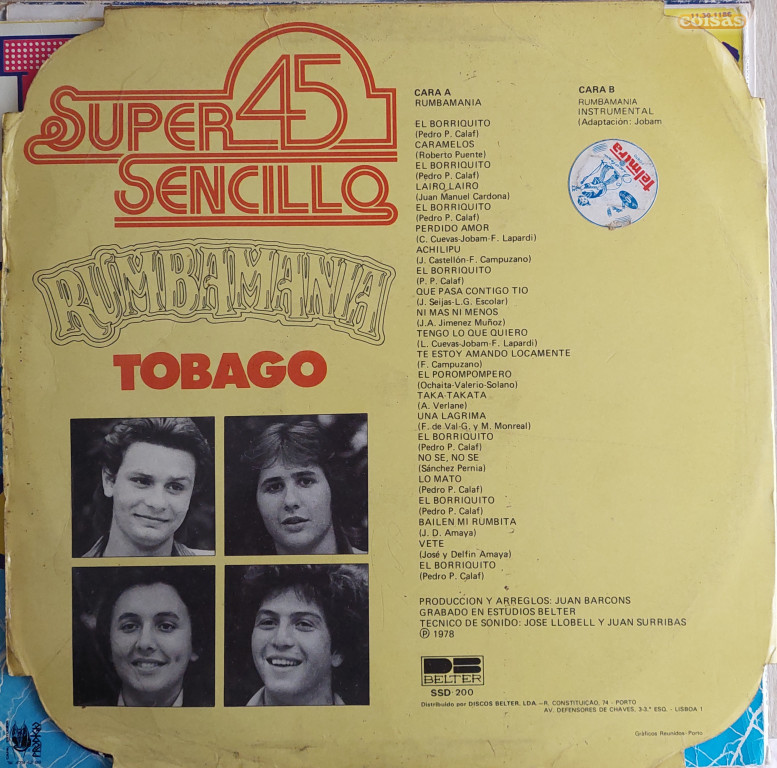 11-30-1186
coisas
SUPER 45
SENCILLO
RUMBAMANIA
TOBAGO
CARA A
RUMBAMANIA
EL BORRIQUITO
(Pedro P. Calaf)
CARAMELOS
(Roberto Puente)
EL BORRIQUITO
(Pedro P. Calaf)
LAIRO, LAIRO
(Juan Manuel Cardona)
EL BORRIQUITO
(Pedro P. Calaf)
PERDIDO AMOR
(C. Cuevas-Jobam-F. Lapardi)
ACHILIPU
(J. Castellón-F. Campuzano)
EL BORRIQUITO
(P. P. Calaf)
QUE PASA CONTIGO TIO
(J. Seijas-L.G. Escolar)
NI MAS NI MENOS
(J.A. Jimenez Muñoz)
TENGO LO QUE QUIERO
(L. Cuevas-Jobam-F. Lapardi)
TE ESTOY AMANDO LOCAMENTE
(F. Campuzano)
EL POROMPOMPERO
(Ochaita-Valerio-Solano)
TAKA-TAKATA
(A. Verlane)
UNA LAGRIMA
(F. de Val-G. y M. Monreal)
EL BORRIQUITO
(Pedro P. Calaf)
NO SE, NO SE
(Sánchez Pernia)
LO MATO
(Pedro P. Calaf)
EL BORRIQUITO
(Pedro P. Calaf)
BAILEN MI RUMBITA
(J. D. Amaya)
VETE
(José y Delfin Amaya)
EL BORRIQUITO
(Pedro P. Calaf)
CARA B
RUMBAMANIA
INSTRUMENTAL
(Adaptación: Jobam
telmira
PRODUCCION Y ARREGLOS: JUAN BARCONS
GRABADO EN ESTUDIOS BELTER
TECNICO DE SONIDO: JOSE LLOBELL Y JUAN SURRIBAS
Ⓟ 1978
BELTER
SSD-200
Distribuido por DISCOS BELTER, LDA.—R. CONSTITUIÇÃO, 74 - PORTO
AV. DEFENSORES DE CHAVES, 3-3.º ESQ. - LISBOA 1
Gráficos Reunidos-Porto